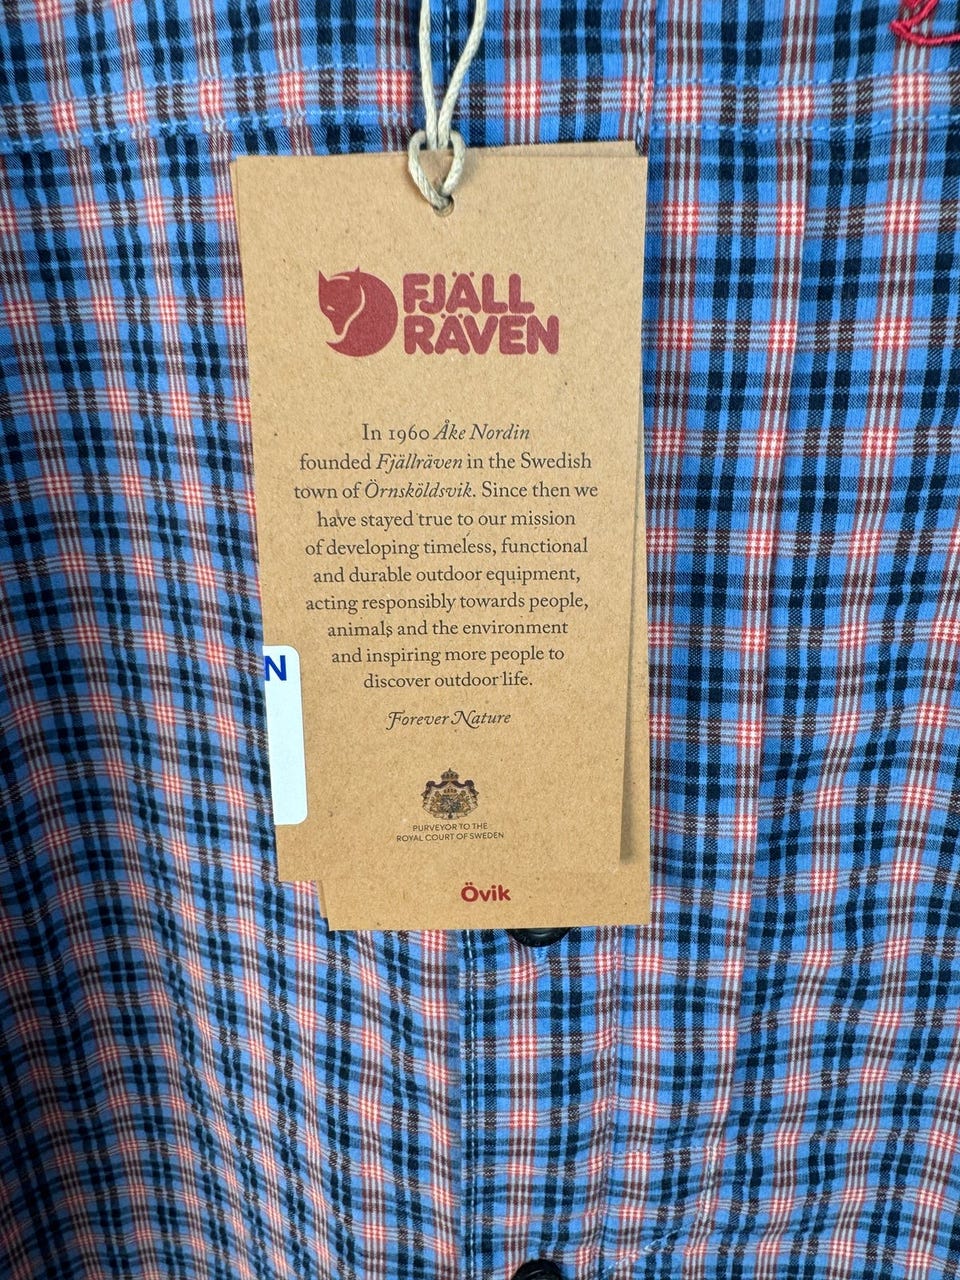 FJÄLL
RÄVEN
In 1960 Åke Nordin
founded Fjällräven in the Swedish
town of Örnsköldsvik. Since then we
have stayed true to our mission
of developing timeless, functional
and durable outdoor equipment,
acting responsibly towards people,
animals and the environment
and inspiring more people to
discover outdoor life.
N
Forever Nature
PURVEYOR TO THE
ROYAL COURT OF SWEDEN
Övik